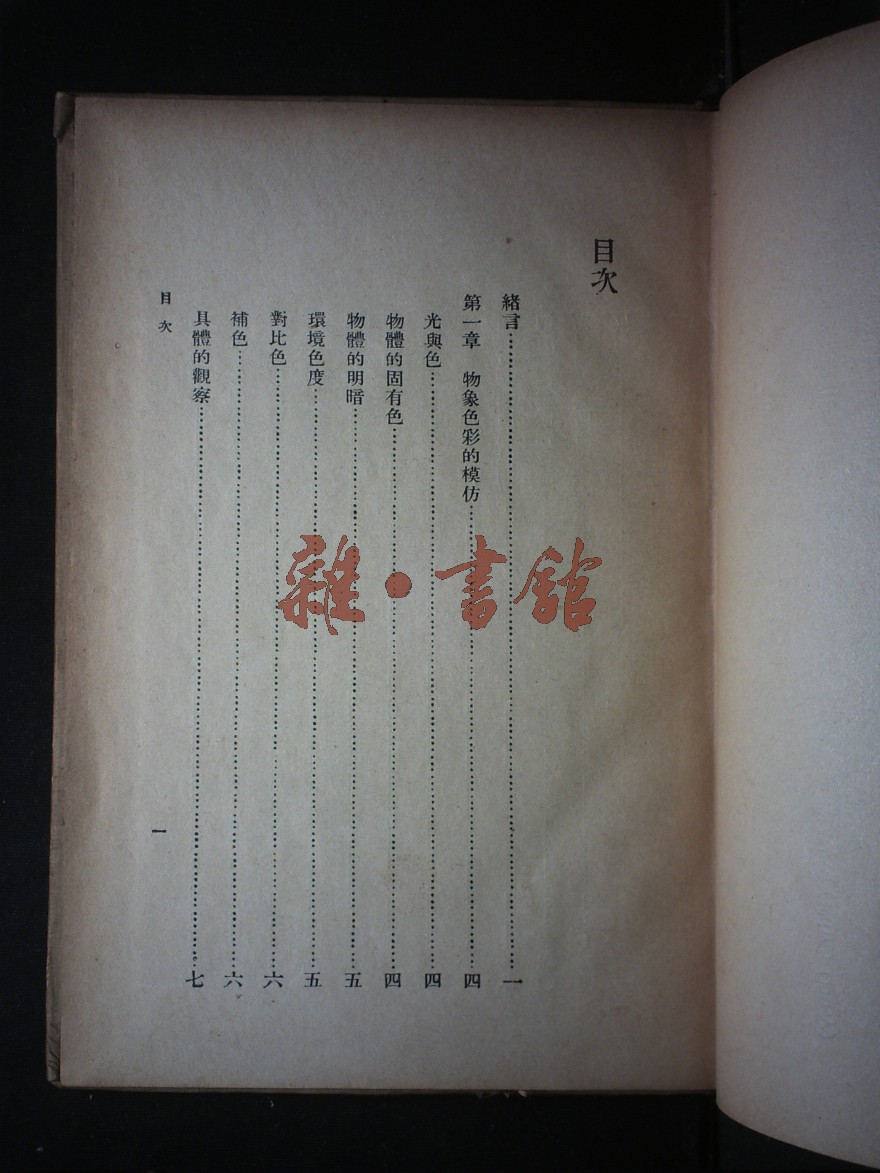 目次
緒言……一
第一章　物象色彩的模仿……四
光與色……四
物體的固有色……四
物體的明暗……五
環境色度……五
對比色……六
補色……六
具體的觀察……七
目次
一
雜·書館